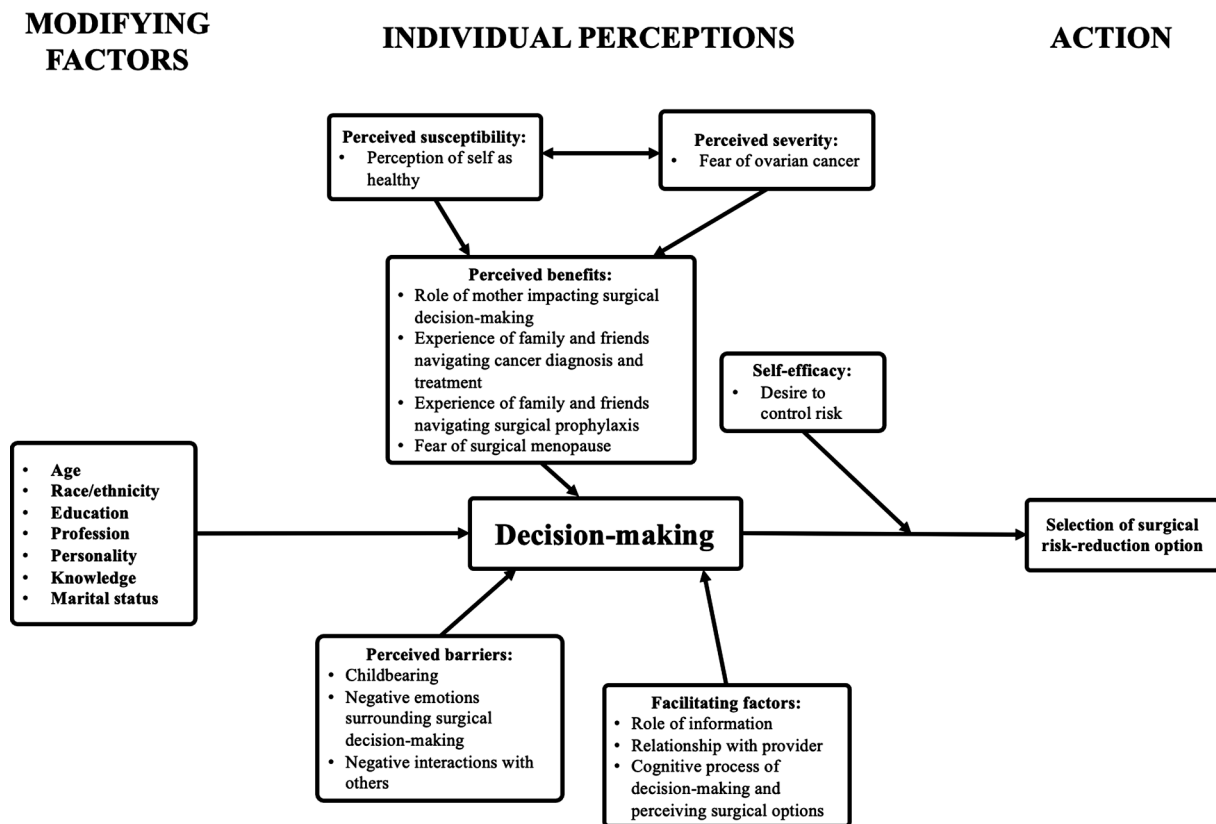 MODIFYING
FACTORS
INDIVIDUAL PERCEPTIONS
ACTION
Perceived susceptibility:
• Perception of self as
healthy
Perceived severity:
• Fear of ovarian cancer
Perceived benefits:
• Role of mother impacting surgical
decision-making
• Experience of family and friends
navigating cancer diagnosis and
treatment
• Experience of family and friends
navigating surgical prophylaxis
• Fear of surgical menopause
Self-efficacy:
• Desire to
control risk
• Age
• Race/ethnicity
• Education
• Profession
• Personality
• Knowledge
• Marital status
Decision-making
Selection of surgical
risk-reduction option
Perceived barriers:
• Childbearing
• Negative emotions
surrounding surgical
decision-making
• Negative interactions with
others
Facilitating factors:
• Role of information
• Relationship with provider
• Cognitive process of
decision-making and
perceiving surgical options